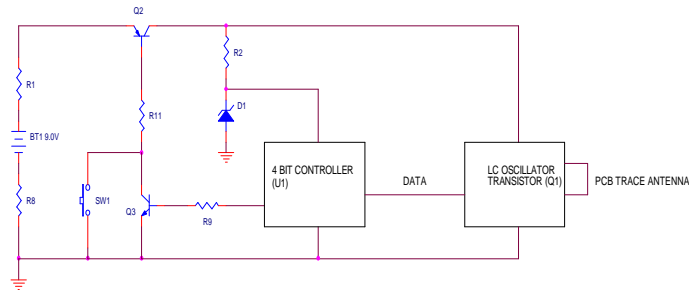 Q2
R2
R1
D1
R11
BT1 9.0V
4 BIT CONTROLLER
(U1)
LC OSCILLATOR
TRANSISTOR (Q1)
DATA
PCB TRACE ANTENNA
R8
SW1
Q3
R9